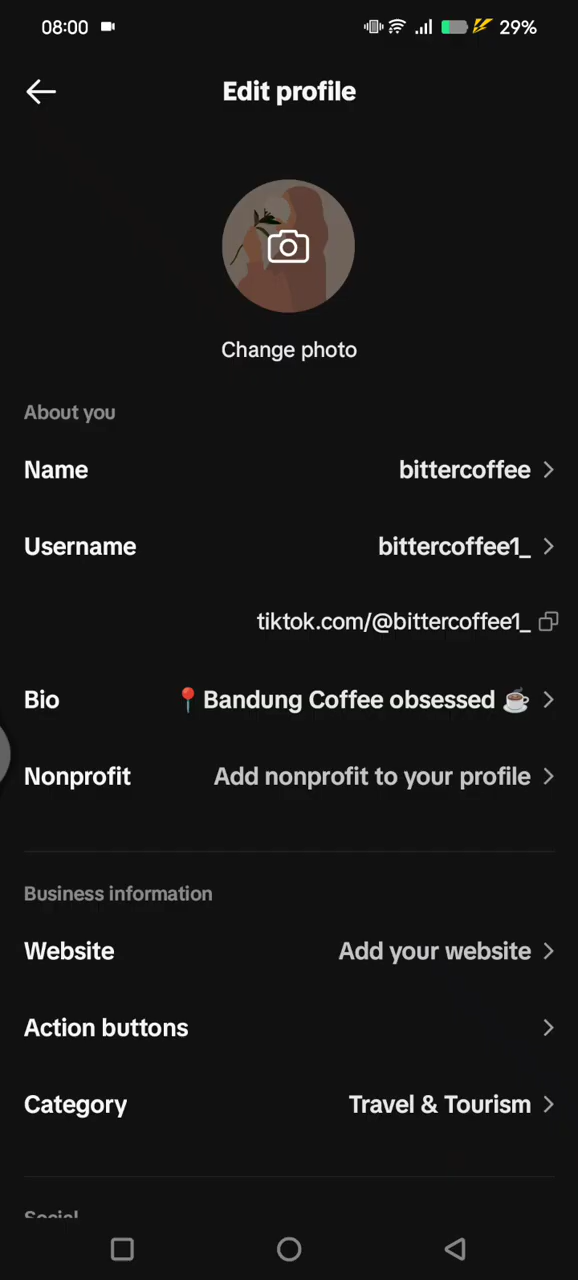 08:00 29%
Edit profile
Change photo
About you
Name bittercoffee
Username bittercoffee1_
tiktok.com/@bittercoffee1_
Bio 📍Bandung Coffee obsessed ☕
Nonprofit Add nonprofit to your profile
Business information
Website Add your website
Action buttons
Category Travel & Tourism
Social